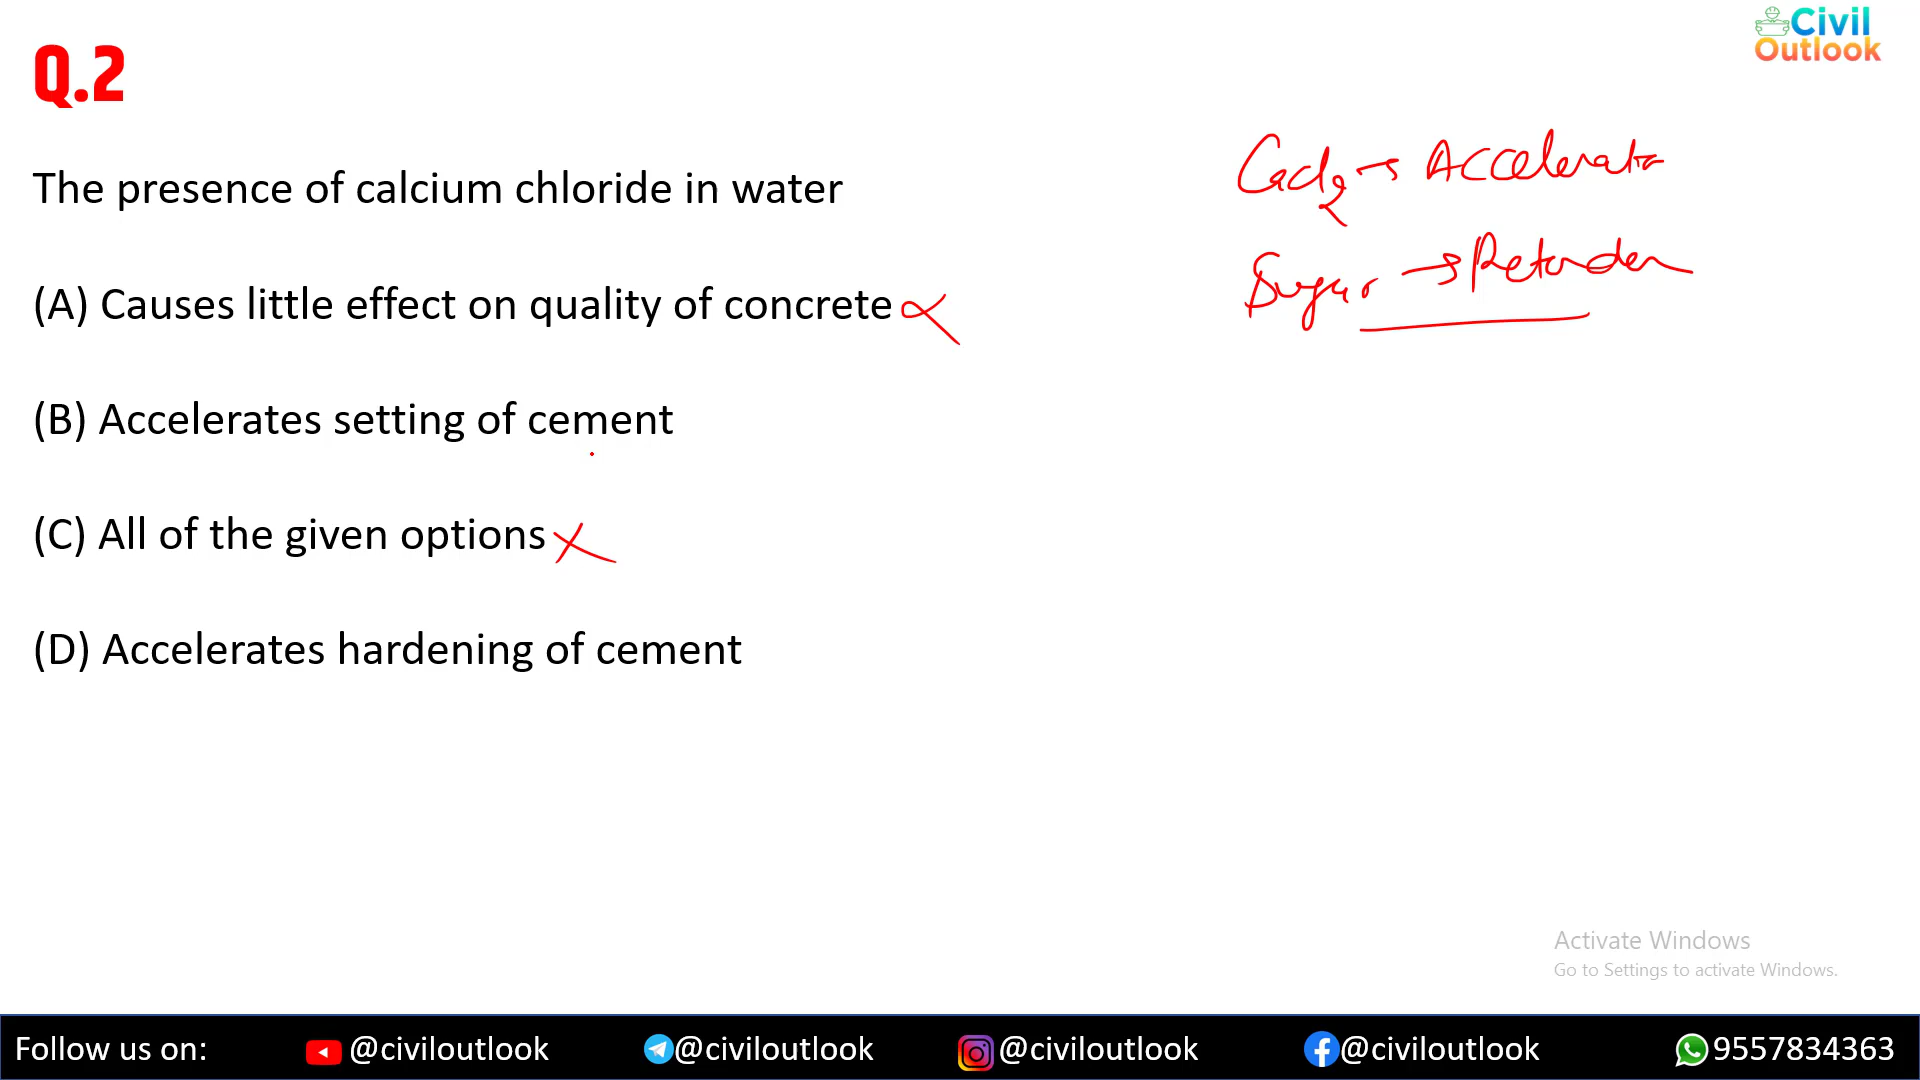 Civil
Outlook
Q.2
The presence of calcium chloride in water
(A) Causes little effect on quality of concrete
(B) Accelerates setting of cement
(C) All of the given options
(D) Accelerates hardening of cement
Cacl2 → Accelerator
Sugar → Retarder
Activate Windows
Go to Settings to activate Windows.
Follow us on: @civiloutlook @civiloutlook @civiloutlook @civiloutlook 9557834363